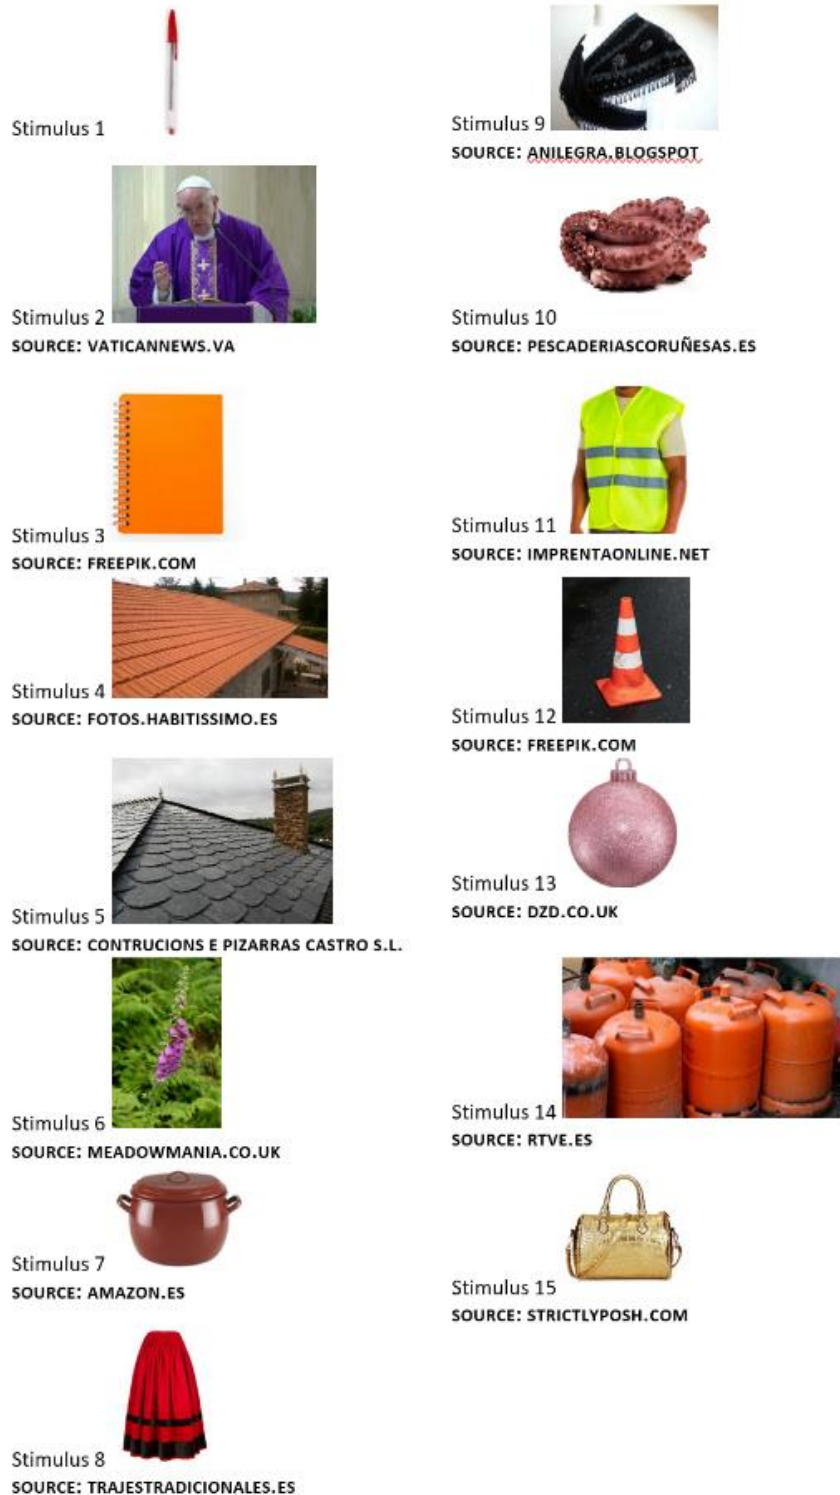 Stimulus 1
Stimulus 2
SOURCE: VATICANNEWS.VA
Stimulus 3
SOURCE: FREEPIK.COM
Stimulus 4
SOURCE: FOTOS.HABITISSIMO.ES
Stimulus 5
SOURCE: CONTRUCIONS E PIZARRAS CASTRO S.L.
Stimulus 6
SOURCE: MEADOWMANIA.CO.UK
Stimulus 7
SOURCE: AMAZON.ES
Stimulus 8
SOURCE: TRAJESTRADICIONALES.ES
Stimulus 9
SOURCE: ANILEGRA.BLOGSPOT
Stimulus 10
SOURCE: PESCADERIASCORUÑESAS.ES
Stimulus 11
SOURCE: IMPRENTAONLINE.NET
Stimulus 12
SOURCE: FREEPIK.COM
Stimulus 13
SOURCE: DZD.CO.UK
Stimulus 14
SOURCE: RTVE.ES
Stimulus 15
SOURCE: STRICTLYPOSH.COM